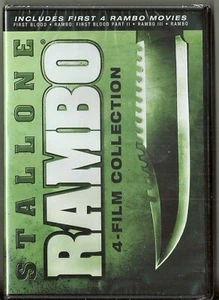 INCLUDES FIRST 4 RAMBO MOVIES
FIRST BLOOD • RAMBO: FIRST BLOOD PART II • RAMBO III • RAMBO
STALLONE
RAMBO
4-FILM COLLECTION